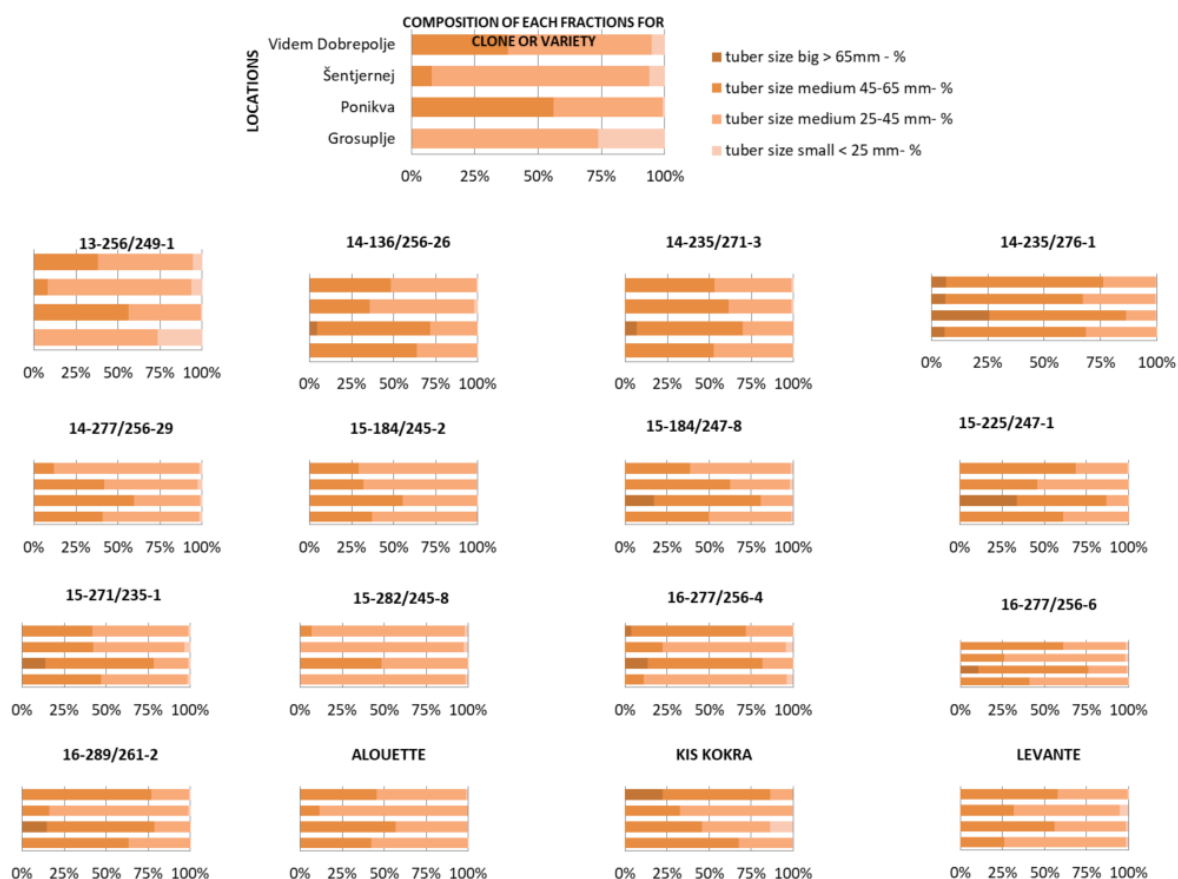 COMPOSITION OF EACH FRACTIONS FOR
CLONE OR VARIETY
LOCATIONS
Videm Dobrepolje
Šentjernej
Ponikva
Grosuplje
0% 25% 50% 75% 100%
tuber size big > 65mm - %
tuber size medium 45-65 mm- %
tuber size medium 25-45 mm- %
tuber size small < 25 mm- %
13-256/249-1 14-136/256-26 14-235/271-3 14-235/276-1
0% 25% 50% 75% 100% 0% 25% 50% 75% 100% 0% 25% 50% 75% 100% 0% 25% 50% 75% 100%
14-277/256-29 15-184/245-2 15-184/247-8 15-225/247-1
0% 25% 50% 75% 100% 0% 25% 50% 75% 100% 0% 25% 50% 75% 100% 0% 25% 50% 75% 100%
15-271/235-1 15-282/245-8 16-277/256-4 16-277/256-6
0% 25% 50% 75% 100% 0% 25% 50% 75% 100% 0% 25% 50% 75% 100% 0% 25% 50% 75% 100%
16-289/261-2 ALOUETTE KIS KOKRA LEVANTE
0% 25% 50% 75% 100% 0% 25% 50% 75% 100% 0% 25% 50% 75% 100% 0% 25% 50% 75% 100%